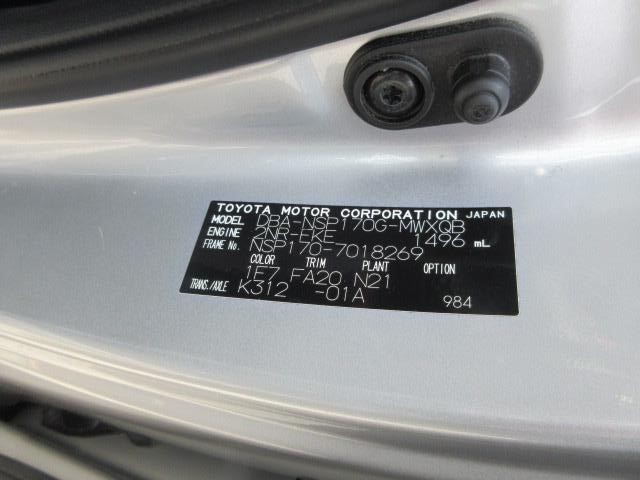 TOYOTA MOTOR CORPORATION JAPAN
MODEL DBA-NSP170G-MWXQB
ENGINE 2NR-FKE 1496 mL
FRAME No. NSP170-7018269
COLOR TRIM PLANT OPTION
1E7 FA20 N21
TRANS./AXLE K312 -01A 984